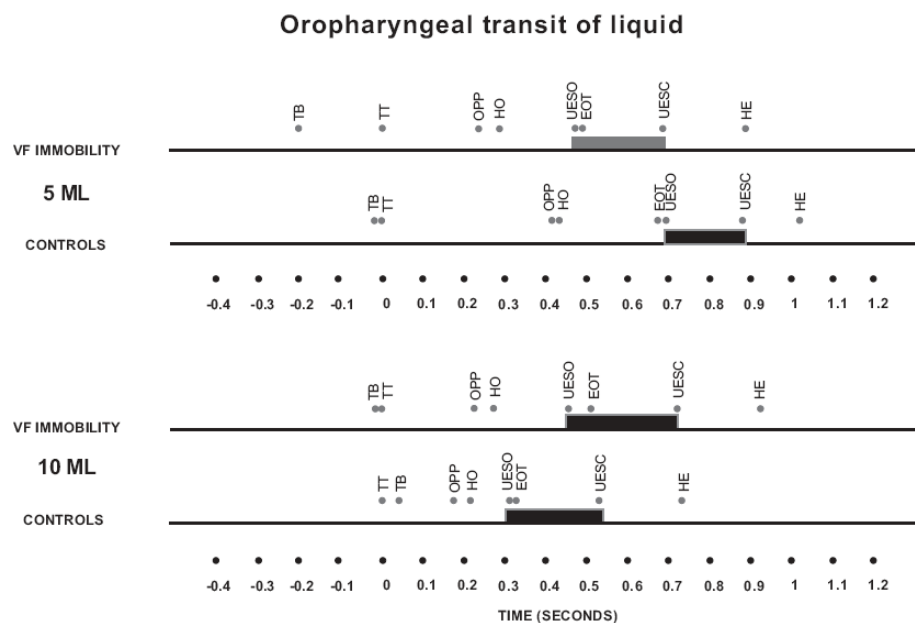 Oropharyngeal transit of liquid
TB TT OPP HO UESO EOT UESC HE
VF IMMOBILITY
5 ML
TB TT OPP HO EOT UESO UESC HE
CONTROLS
-0.4 -0.3 -0.2 -0.1 0 0.1 0.2 0.3 0.4 0.5 0.6 0.7 0.8 0.9 1 1.1 1.2
TB TT OPP HO UESO EOT UESC HE
VF IMMOBILITY
10 ML
TT TB OPP HO UESO EOT UESC HE
CONTROLS
-0.4 -0.3 -0.2 -0.1 0 0.1 0.2 0.3 0.4 0.5 0.6 0.7 0.8 0.9 1 1.1 1.2
TIME (SECONDS)